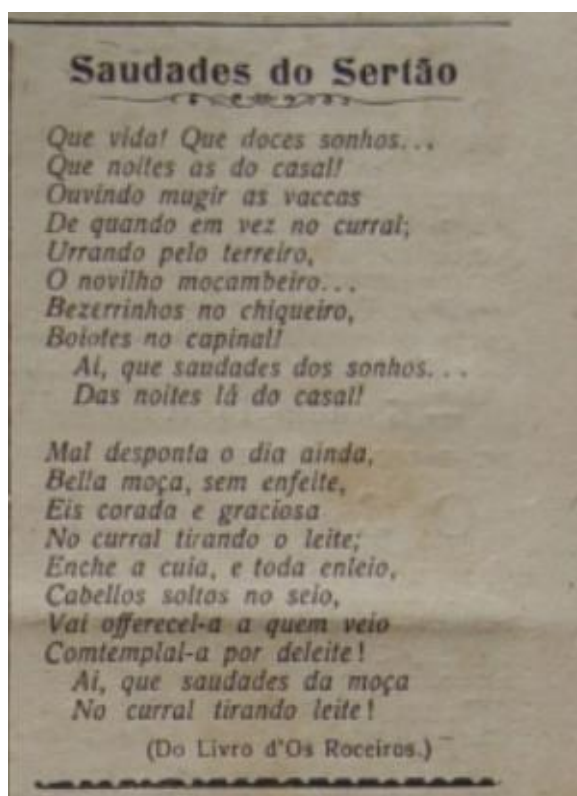 Saudades do Sertão
Que vida! Que doces sonhos...
Que noites as do casal!
Ouvindo mugir as vaccas
De quando em vez no curral;
Urrando pelo terreiro,
O novilho moçambeiro...
Bezerrinhos no chiqueiro,
Boiotes no capinal!
Ai, que saudades dos sonhos...
Das noites lá do casal!
Mal desponta o dia ainda,
Bella moça, sem enfeite,
Eis corada e graciosa
No curral tirando o leite;
Enche a cuia, e toda enleio,
Cabellos soltos no seio,
Vai offerecel-a a quem veio
Comtemplal-a por deleite!
Ai, que saudades da moça
No curral tirando leite!
(Do Livro d'Os Roceiros.)